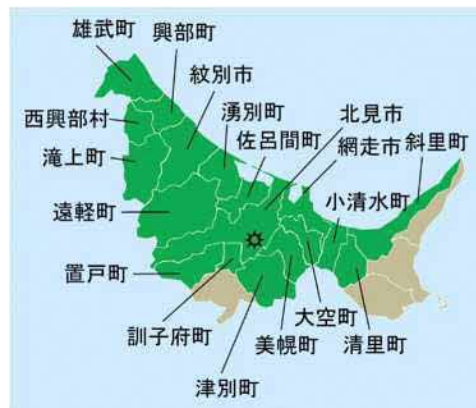 雄武町
興部町
紋別市
西興部村
湧別町
北見市
佐呂間町
斜里町
滝上町
網走市
小清水町
遠軽町
置戸町
大空町
訓子府町
美幌町
清里町
津別町